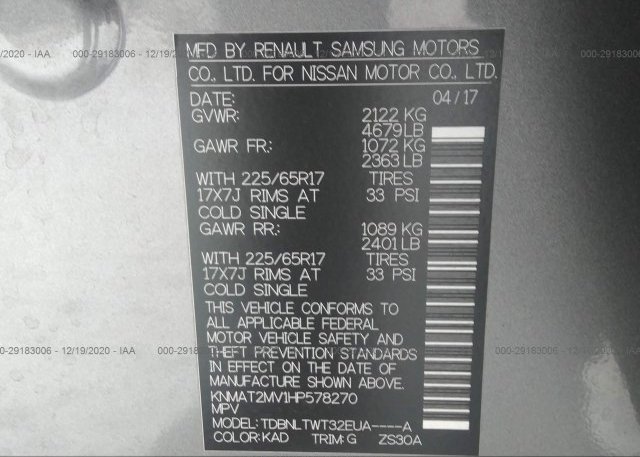 0/2020 - IAA
000-29183006 - 12/19/2020 - IAA
000-29183006 - 12/19
MFD BY RENAULT SAMSUNG MOTORS
CO., LTD. FOR NISSAN MOTOR CO., LTD.
DATE: 04/17
GVWR: 2122 KG
4679 LB
GAWR FR: 1072 KG
2363 LB
WITH 225/65R17 TIRES
17X7J RIMS AT 33 PSI
COLD SINGLE
GAWR RR: 1089 KG
2401 LB
WITH 225/65R17 TIRES
17X7J RIMS AT 33 PSI
COLD SINGLE
THIS VEHICLE CONFORMS TO
ALL APPLICABLE FEDERAL
MOTOR VEHICLE SAFETY AND
THEFT PREVENTION STANDARDS
IN EFFECT ON THE DATE OF
MANUFACTURE SHOWN ABOVE.
KNMAT2MV1HP578270
MPV
MODEL: TDBNLTWT32EUA----A
COLOR: KAD TRIM: G ZS30A
00-29183006 - 12/19/2020 - IAA
000-29183006 - 12/19/2020 - IAA